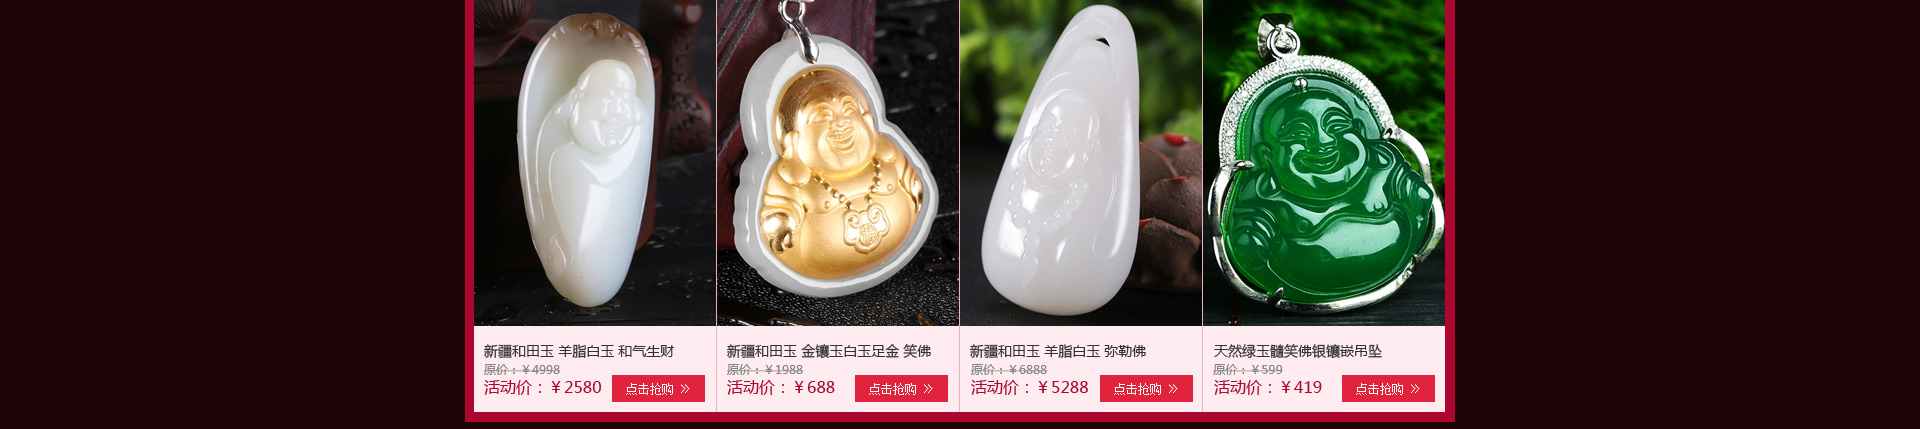 新疆和田玉 羊脂白玉 和气生财
原价：￥4998
活动价：￥2580
点击抢购 »
新疆和田玉 金镶玉白玉足金 笑佛
原价：￥1988
活动价：￥688
点击抢购 »
新疆和田玉 羊脂白玉 弥勒佛
原价：￥6888
活动价：￥5288
点击抢购 »
天然绿玉髓笑佛银镶嵌吊坠
原价：￥599
活动价：￥419
点击抢购 »